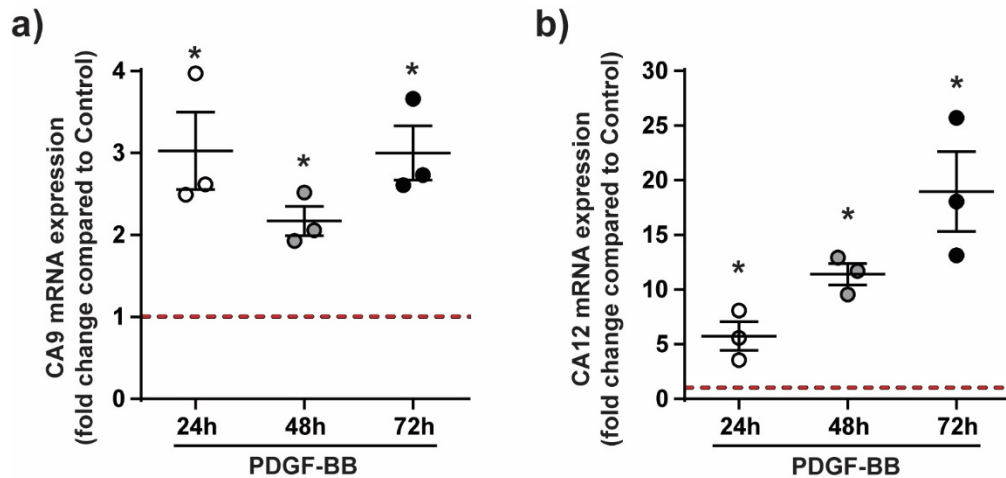 a)
CA9 mRNA expression
(fold change compared to Control)
4
3
2
1
0
*
*
*
24h
48h
72h
PDGF-BB
b)
CA12 mRNA expression
(fold change compared to Control)
30
25
20
15
10
5
0
*
*
*
24h
48h
72h
PDGF-BB